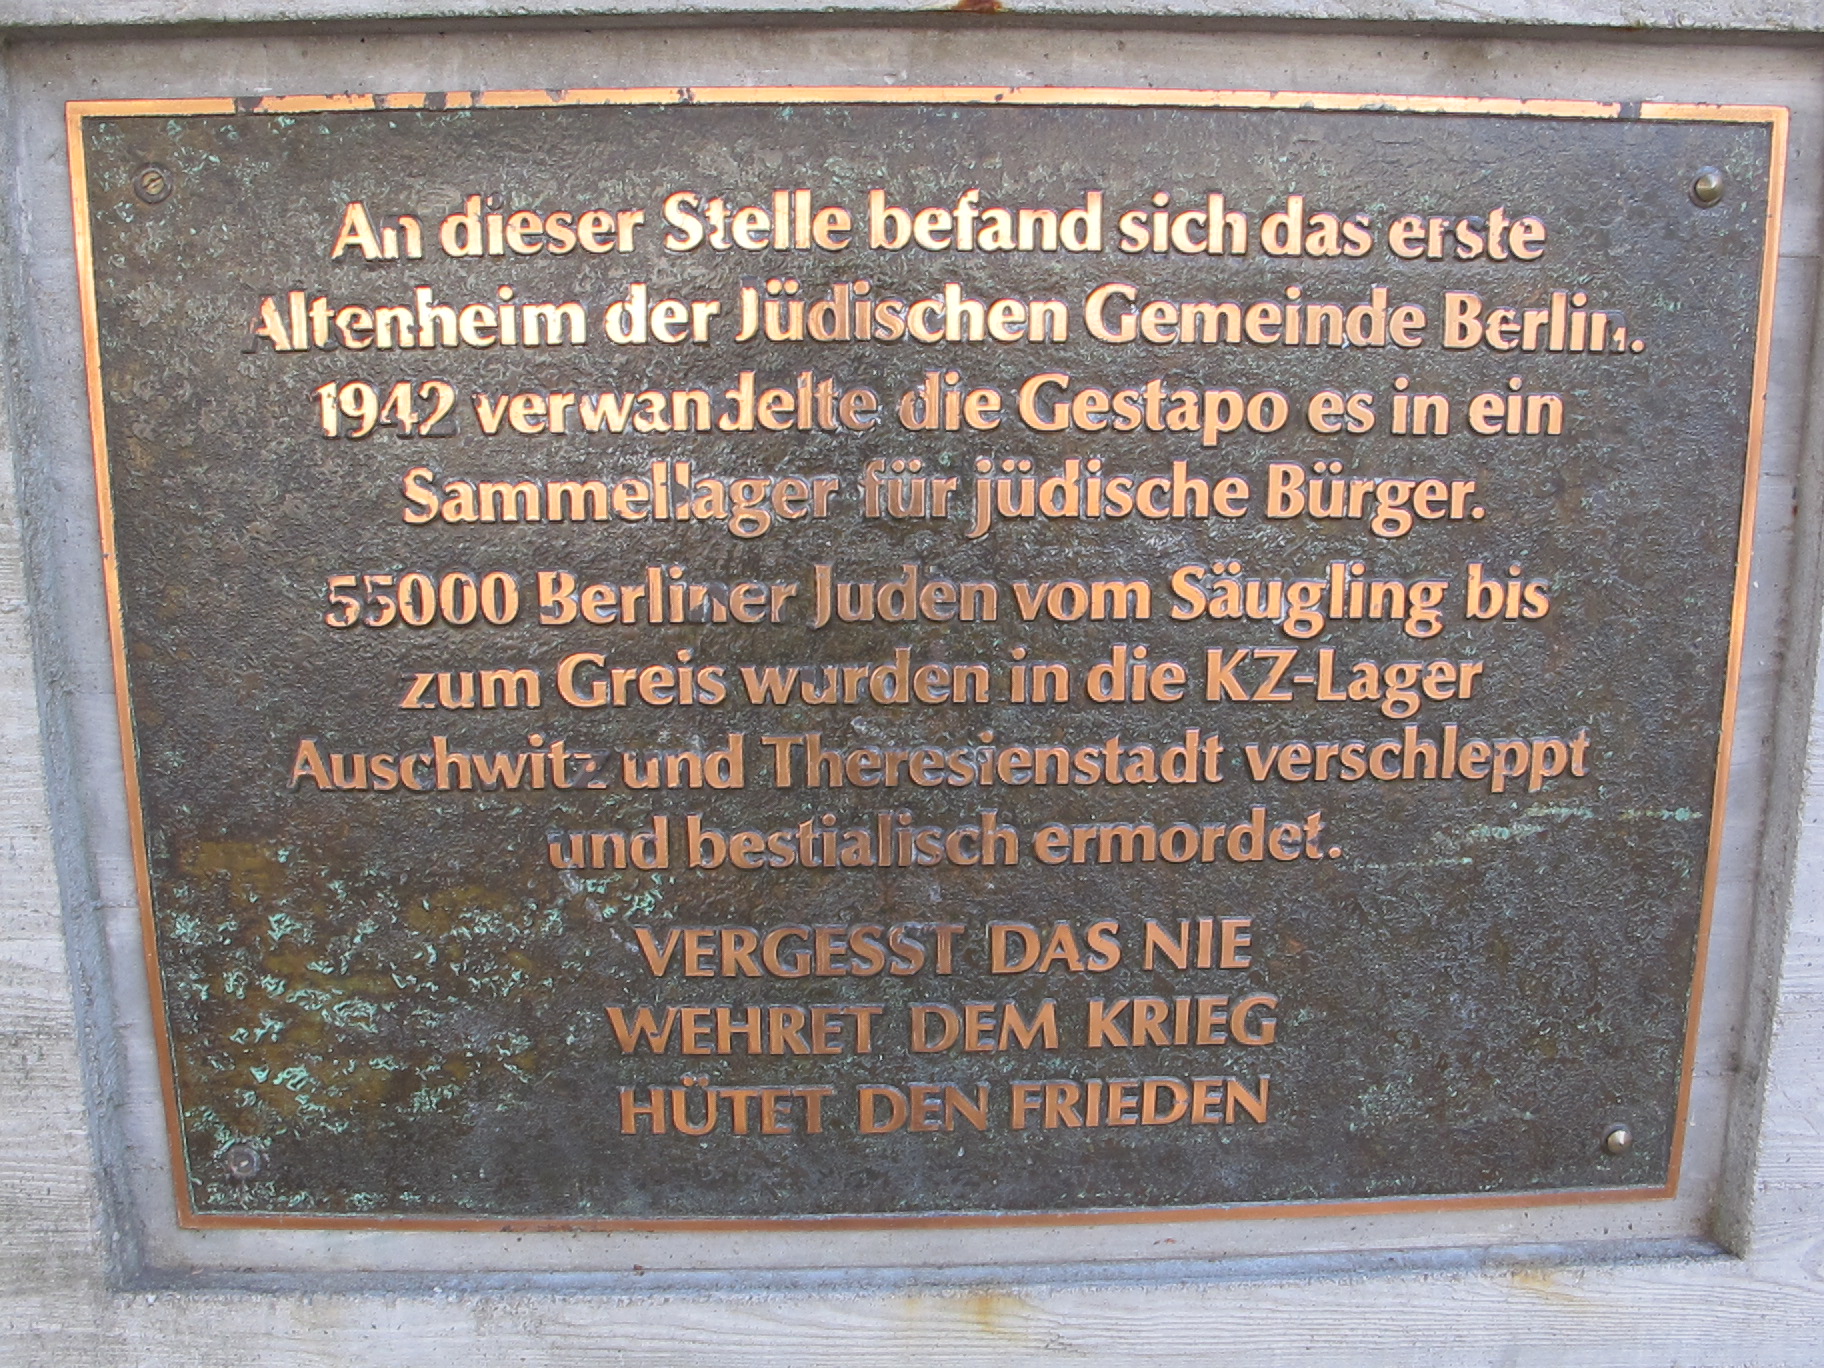 An dieser Stelle befand sich das erste
Altenheim der Jüdischen Gemeinde Berlin.
1942 verwandelte die Gestapo es in ein
Sammellager für jüdische Bürger.
55000 Berliner Juden vom Säugling bis
zum Greis wurden in die KZ-Lager
Auschwitz und Theresienstadt verschleppt
und bestialisch ermordet.
VERGESST DAS NIE
WEHRET DEM KRIEG
HÜTET DEN FRIEDEN